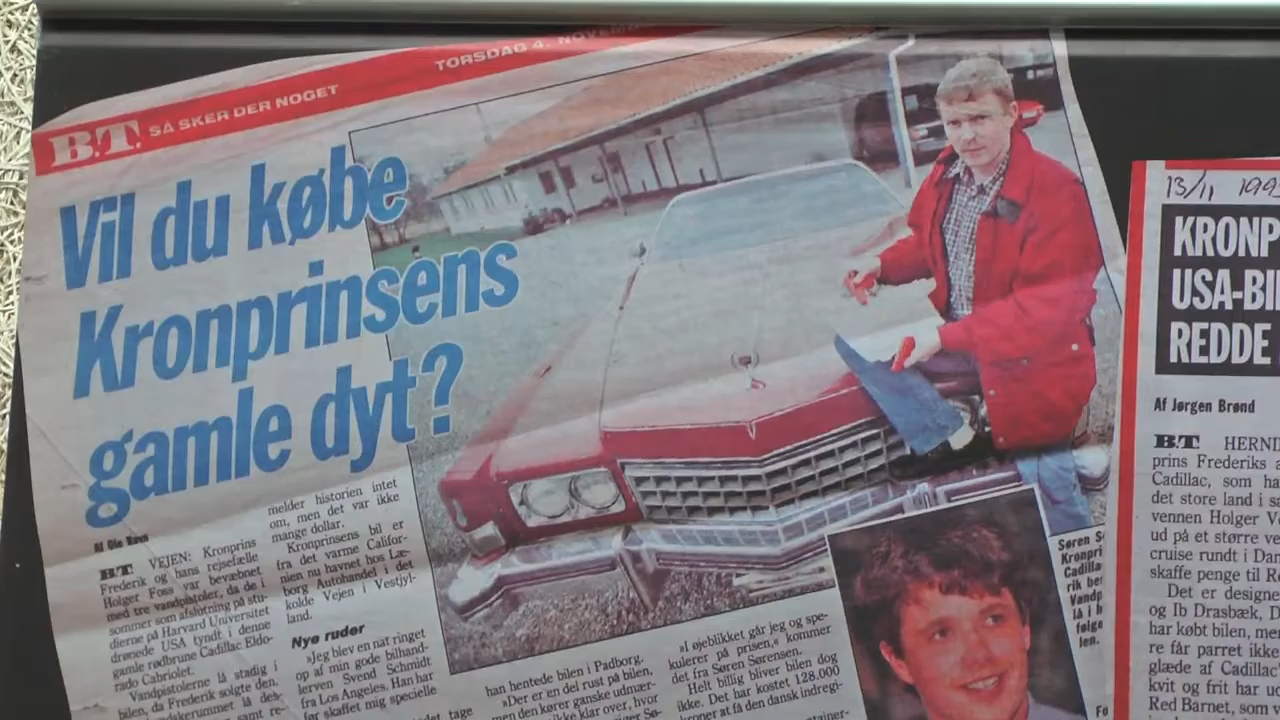 B.T. SÅ SKER DER NOGET
TORSDAG 4.
Vil du købe
Kronprinsens
gamle dyt?
Af Ole Ravn
B.T. VEJEN: Kronprins
Frederik og hans rejsefælle
Holger Foss var bevæbnet
med tre vandpistoler, da de i
sommer som afslutning på stu-
dierne på Harvard Universitet
drønede USA tyndt i denne
gamle rødbrune Cadillac Eldo-
rado Cabriolet.
Vandpistolerne lå stadig i
bilen, da Frederik solgte den.
melder historien intet
om, men det var ikke
mange dollar.
Kronprinsens bil er
fra det varme Califor-
nien nu havnet hos Læ-
borg Autohandel i det
kolde Vejen i Vestjyl-
land.
Nye ruder
»Jeg blev en nat ringet
op af min gode bilhand-
lerven Svend Schmidt
fra Los Angeles. Han har
før skaffet mig specielle
han hentede bilen i Padborg.
»Der er en del rust på bilen,
men den kører ganske udmær-
ikke klar over, hvor
»I øjeblikket går jeg og spe-
kulerer på prisen,« kommer
det fra Søren Sørensen.
Helt billig bliver bilen dog
ikke. Det har kostet 128.000
kroner at få den dansk indregi-
Søren
Kronpri
Cadilla
rik be
Vandp
lå i h
følge
len.
13/11 199
KRONP
USA-BI
REDDE
Af Jørgen Brønd
B.T. HERNI
prins Frederiks
Cadillac, som ha
det store land i s
vennen Holger
ud på et større ve
cruise rundt i Dan
skaffe penge til R
Det er designe
og Ib Drasbæk, D
har købt bilen, me
re får parret ikke
glæde af Cadillac
kvit og frit har ud
Red Barnet, som v